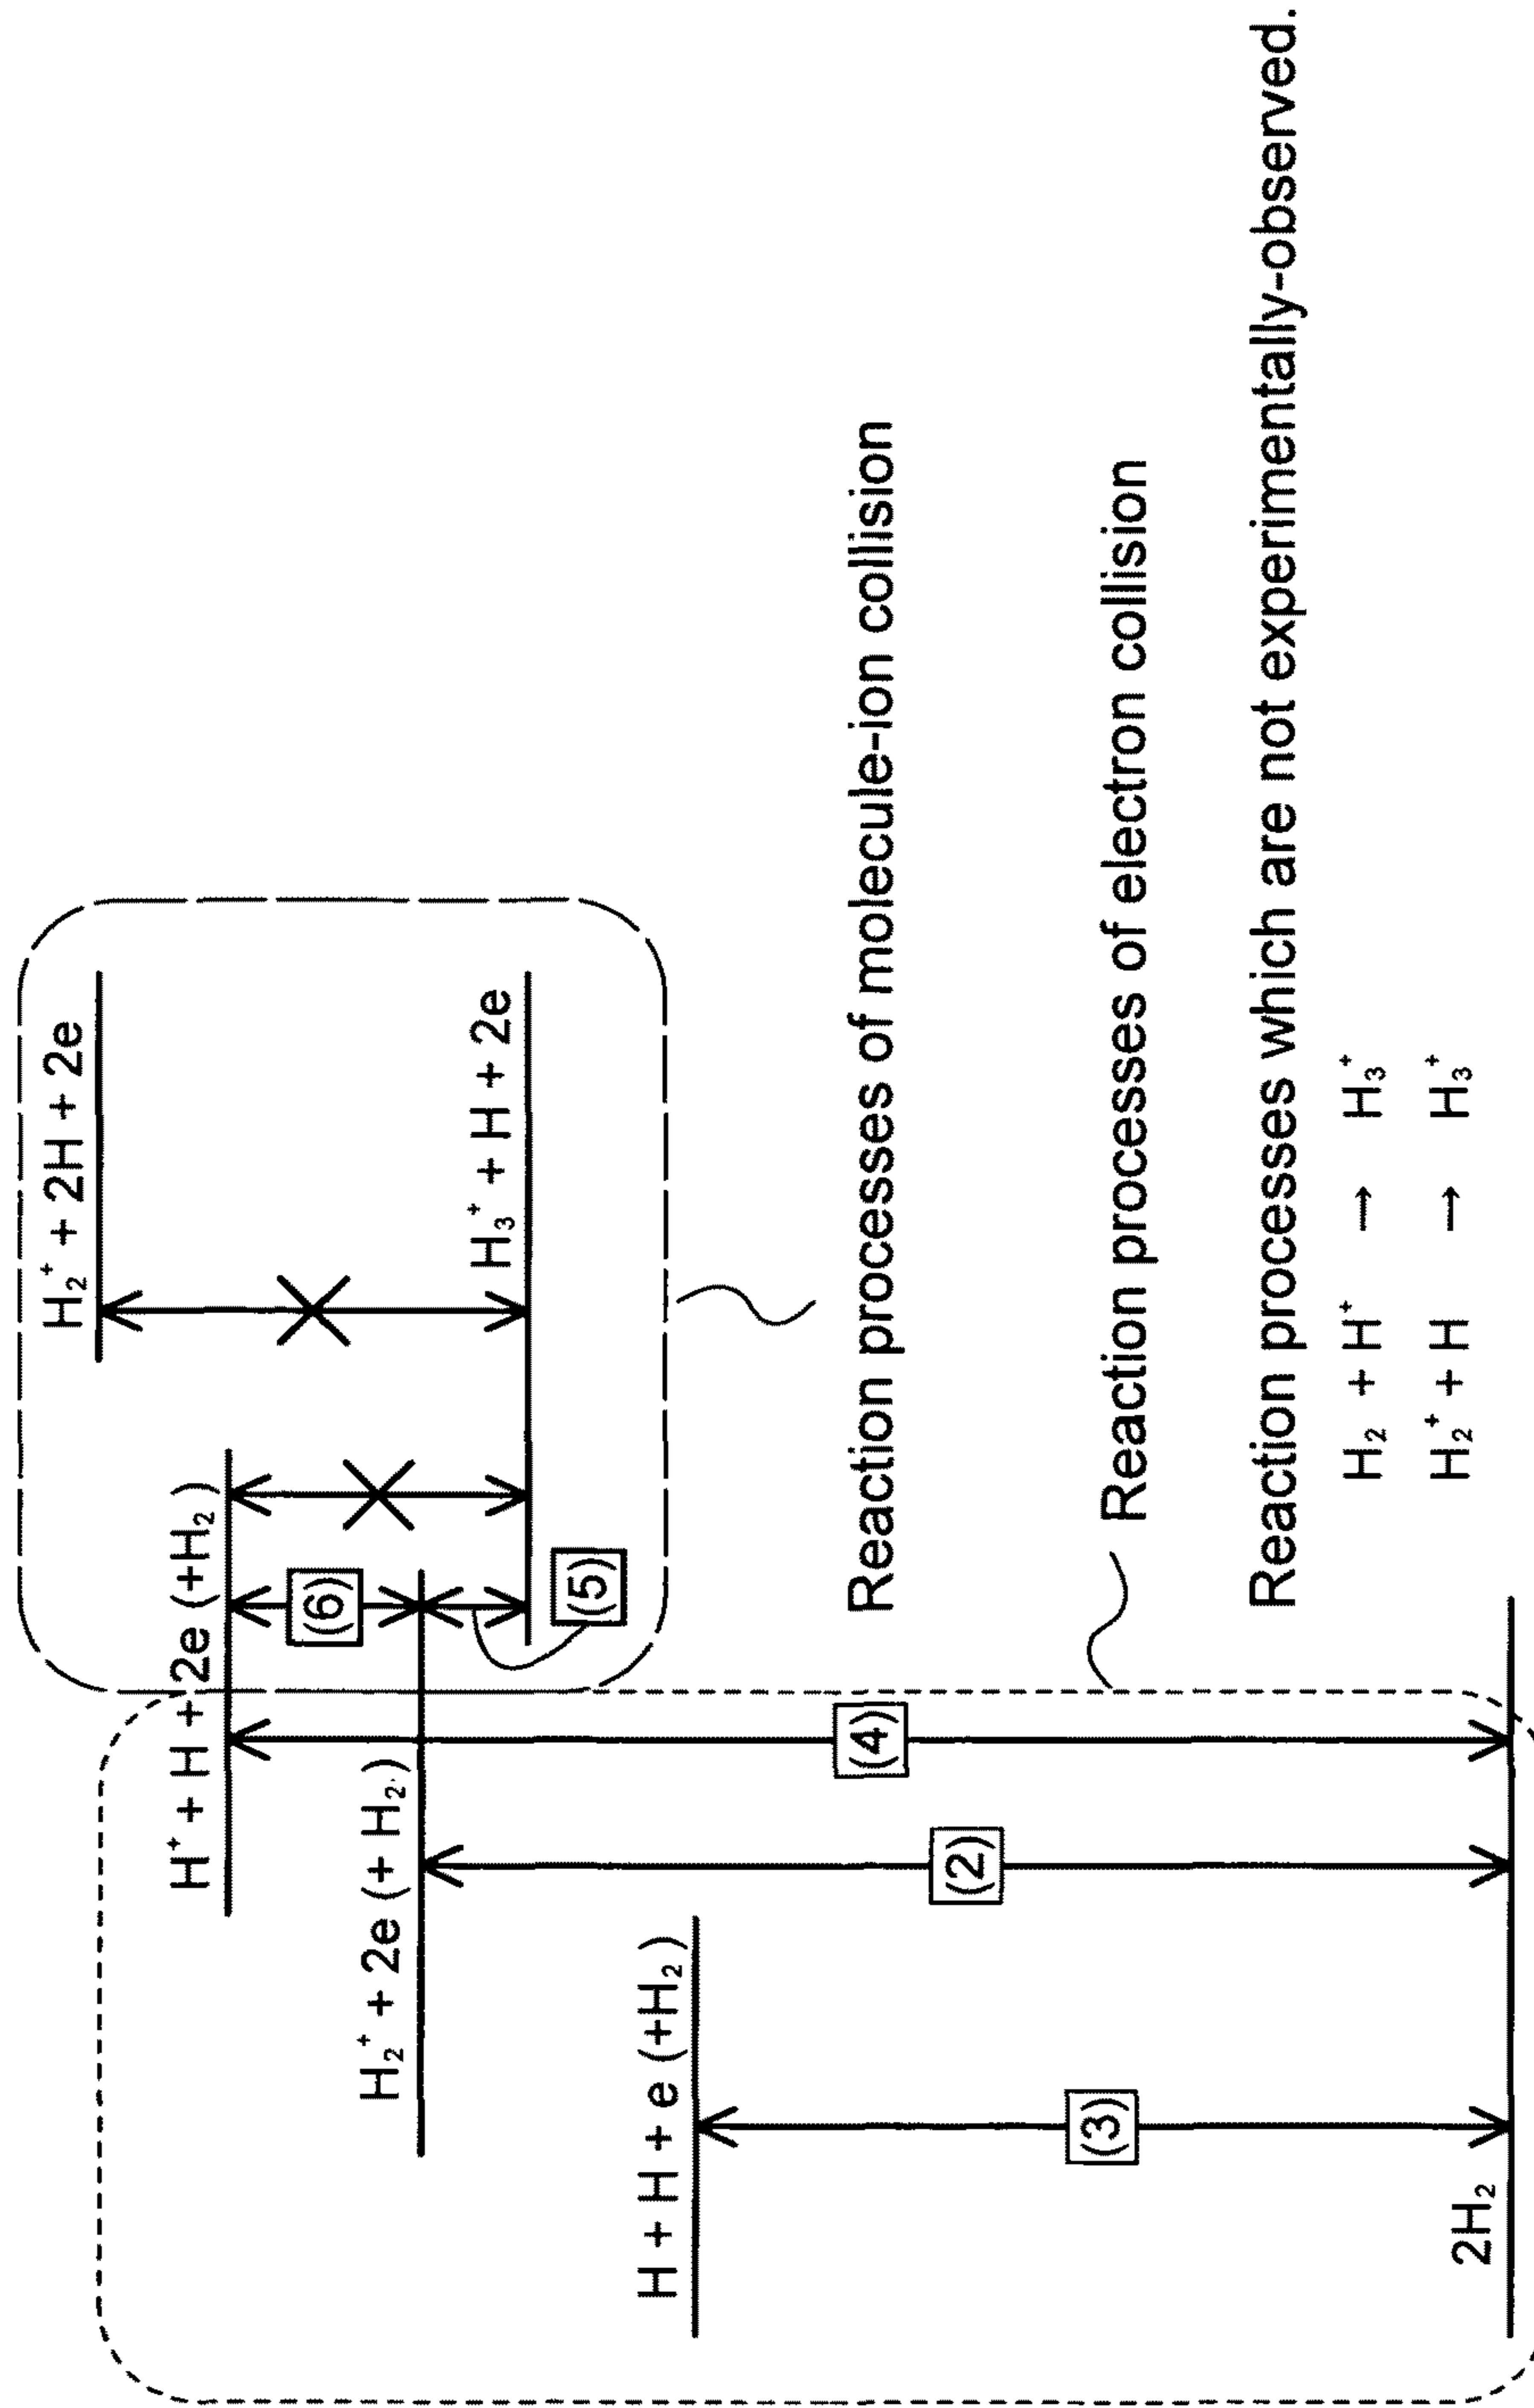 H₂⁺ + 2H + 2e
H⁺ + H + 2e (+H₂)
(6)
H₂⁺ + 2e (+ H₂)
H₃⁺ + H + 2e
(5)
H + H + e (+H₂)
(4)
(2)
(3)
2H₂
Reaction processes of molecule-ion collision
Reaction processes of electron collision
Reaction processes which are not experimentally-observed.
H₂ + H⁺ → H₃⁺
H₂⁺ + H → H₃⁺